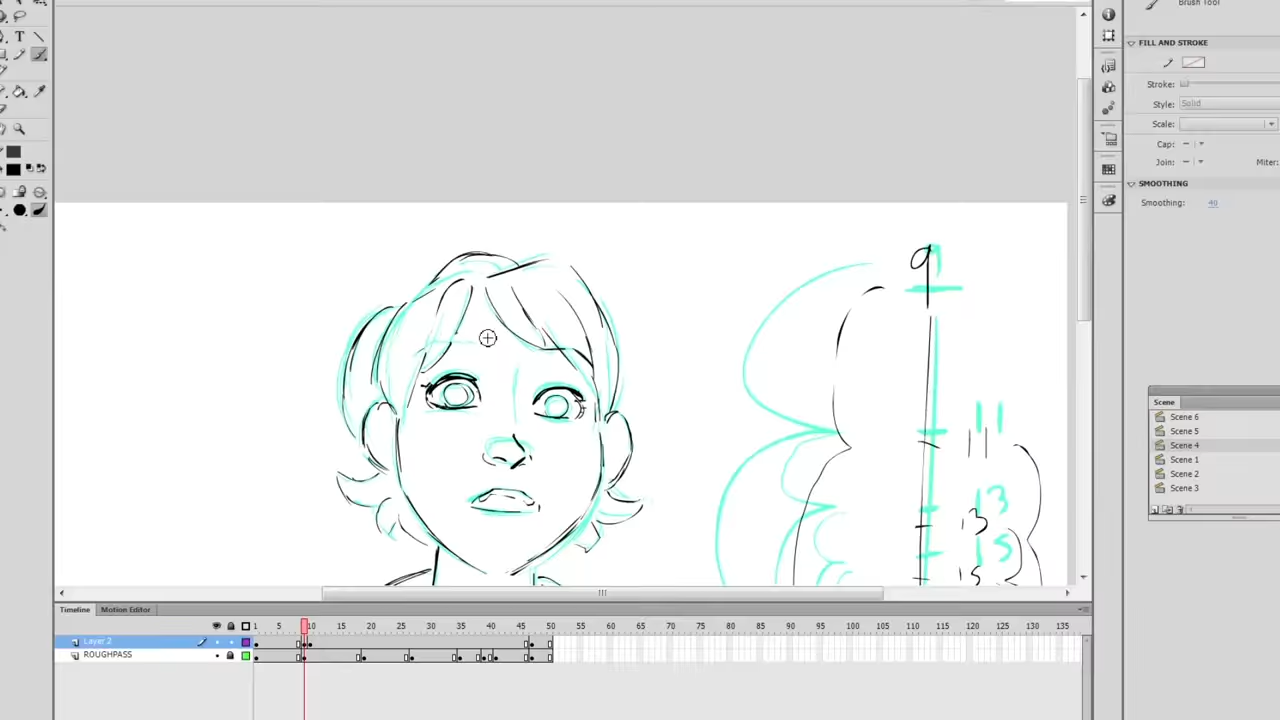 Brush Tool
FILL AND STROKE
Stroke:
Style: Solid
Scale:
Cap:
Join: Miter:
SMOOTHING
Smoothing: 40
T
9
11
11
13
13
15
15
Scene
Scene 6
Scene 5
Scene 4
Scene 1
Scene 2
Scene 3
Timeline Motion Editor
1 5 10 15 20 25 30 35 40 45 50 55 60 65 70 75 80 85 90 95 100 105 110 115 120 125 130 135
Layer 2
ROUGHPASS